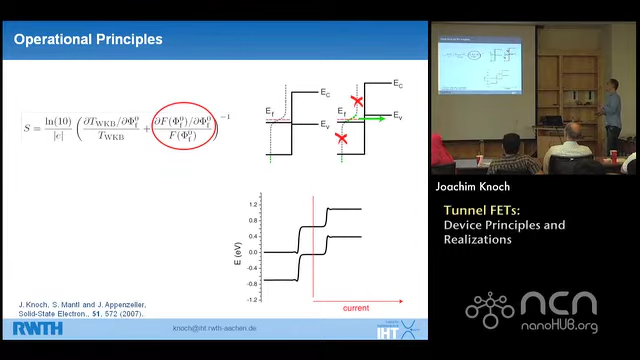 Operational Principles
S = ln(10) / |e| ( ∂T_WKB/∂Φ_f^0 / T_WKB + ∂F(Φ_f^0)/∂Φ_f^0 / F(Φ_f^0) )^-1
E_f
E_C
E_V
E_f
E_C
E_V
E (eV)
1.2
0.8
0.4
0.0
-0.4
-0.8
-1.2
current
J. Knoch, S. Mantl and J. Appenzeller,
Solid-State Electron., 51, 572 (2007).
RWTH
knoch@iht.rwth-aachen.de
IHT
Joachim Knoch
Tunnel FETs:
Device Principles and
Realizations
ncn
nanoHUB.org